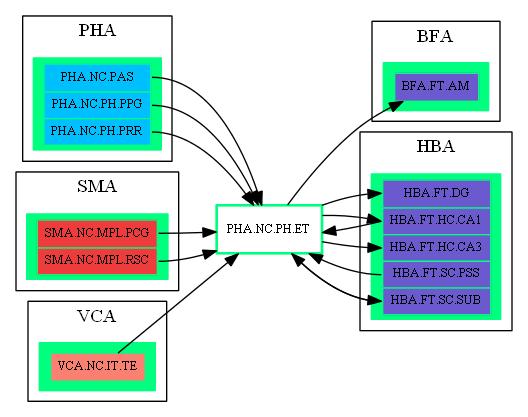 PHA
PHA.NC.PAS
PHA.NC.PH.PPG
PHA.NC.PH.PRR
SMA
SMA.NC.MPL.PCG
SMA.NC.MPL.RSC
VCA
VCA.NC.IT.TE
PHA.NC.PH.ET
BFA
BFA.FT.AM
HBA
HBA.FT.DG
HBA.FT.HC.CA1
HBA.FT.HC.CA3
HBA.FT.SC.PSS
HBA.FT.SC.SUB